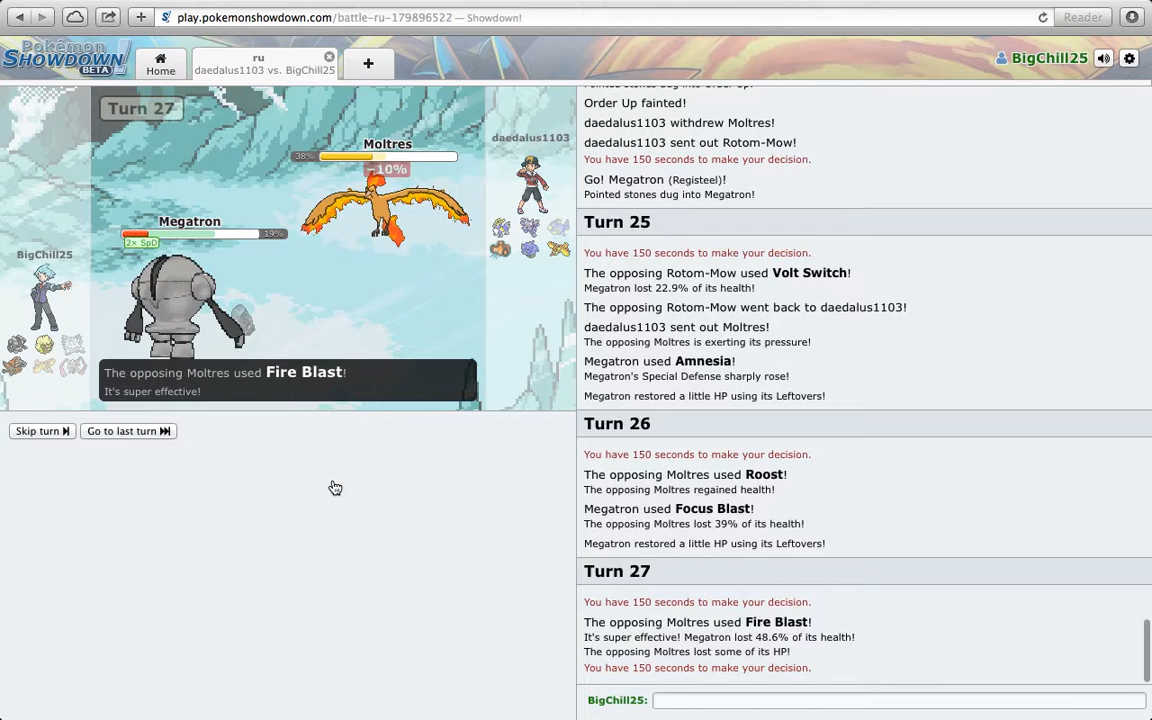 play.pokemonshowdown.com/battle-ru-179896522 — Showdown!
Reader
Pokémon
SHOWDOWN!
BETA
Home
ru
daedalus1103 vs. BigChill25
BigChill25
Turn 27
Moltres
38%
−10%
daedalus1103
Megatron
19%
2× SpD
BigChill25
The opposing Moltres used Fire Blast!
It's super effective!
Skip turn
Go to last turn
Order Up fainted!
daedalus1103 withdrew Moltres!
daedalus1103 sent out Rotom-Mow!
You have 150 seconds to make your decision.
Go! Megatron (Registeel)!
Pointed stones dug into Megatron!
Turn 25
You have 150 seconds to make your decision.
The opposing Rotom-Mow used Volt Switch!
Megatron lost 22.9% of its health!
The opposing Rotom-Mow went back to daedalus1103!
daedalus1103 sent out Moltres!
The opposing Moltres is exerting its pressure!
Megatron used Amnesia!
Megatron's Special Defense sharply rose!
Megatron restored a little HP using its Leftovers!
Turn 26
You have 150 seconds to make your decision.
The opposing Moltres used Roost!
The opposing Moltres regained health!
Megatron used Focus Blast!
The opposing Moltres lost 39% of its health!
Megatron restored a little HP using its Leftovers!
Turn 27
You have 150 seconds to make your decision.
The opposing Moltres used Fire Blast!
It's super effective! Megatron lost 48.6% of its health!
The opposing Moltres lost some of its HP!
You have 150 seconds to make your decision.
BigChill25: